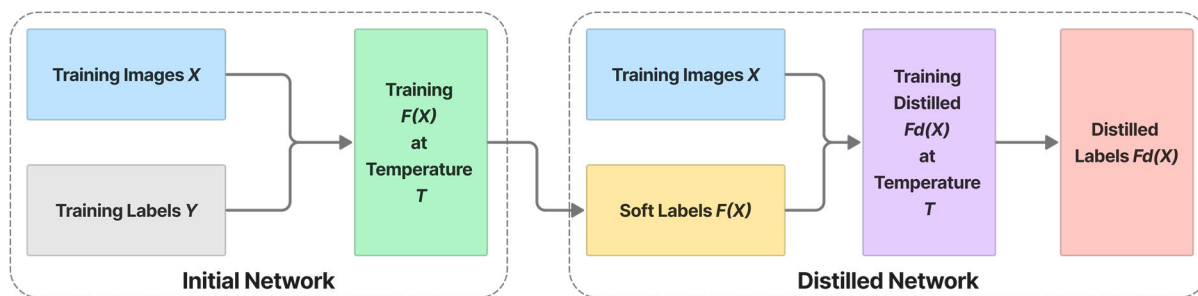 Training Images X
Training Labels Y
Training
F(X)
at
Temperature
T
Initial Network
Training Images X
Soft Labels F(X)
Training
Distilled
Fd(X)
at
Temperature
T
Distilled
Labels Fd(X)
Distilled Network